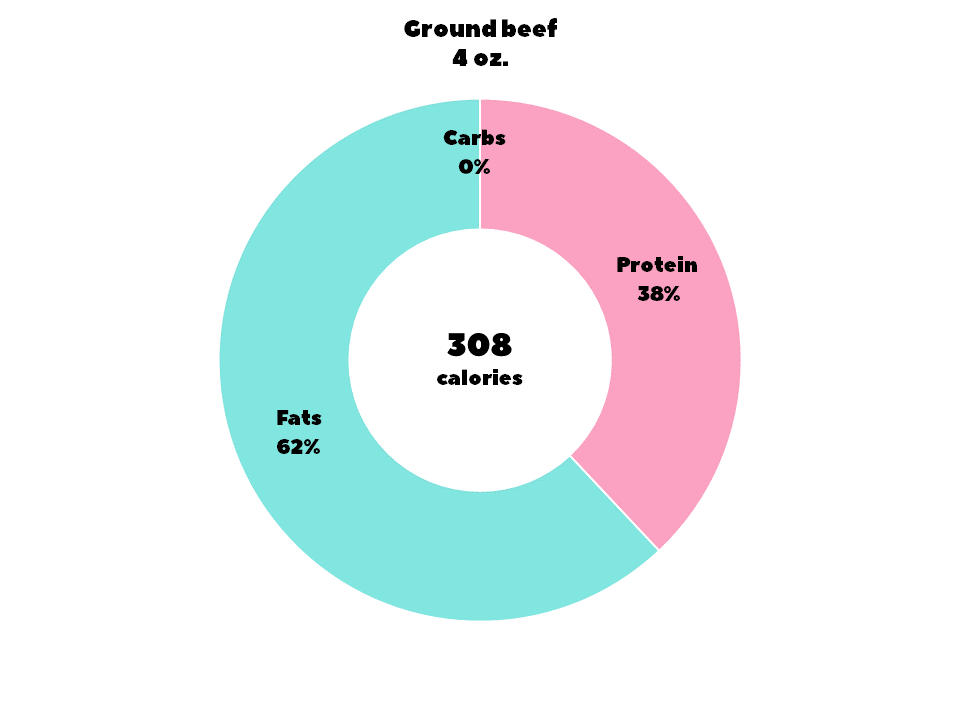 Ground beef
4 oz.
Carbs
0%
Protein
38%
308
calories
Fats
62%